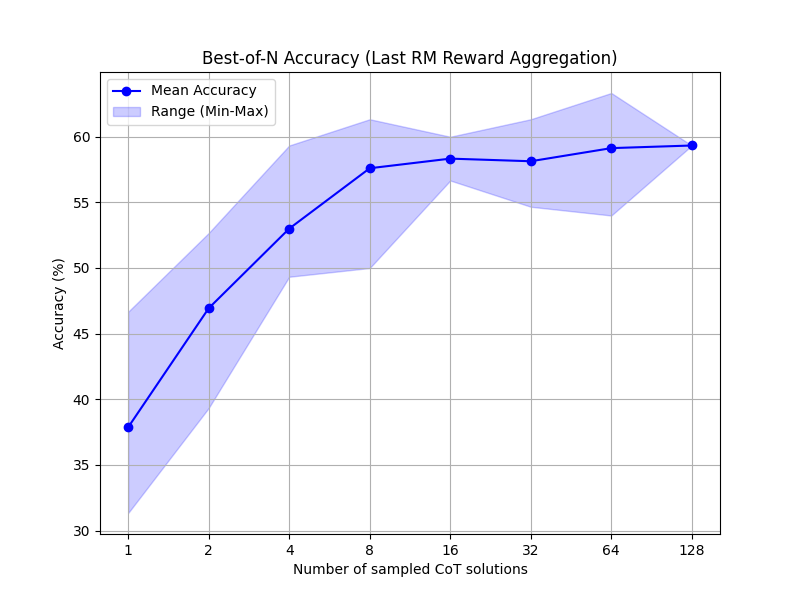 Best-of-N Accuracy (Last RM Reward Aggregation)
Mean Accuracy
Range (Min-Max)
Accuracy (%)
60
55
50
45
40
35
30
1 2 4 8 16 32 64 128
Number of sampled CoT solutions